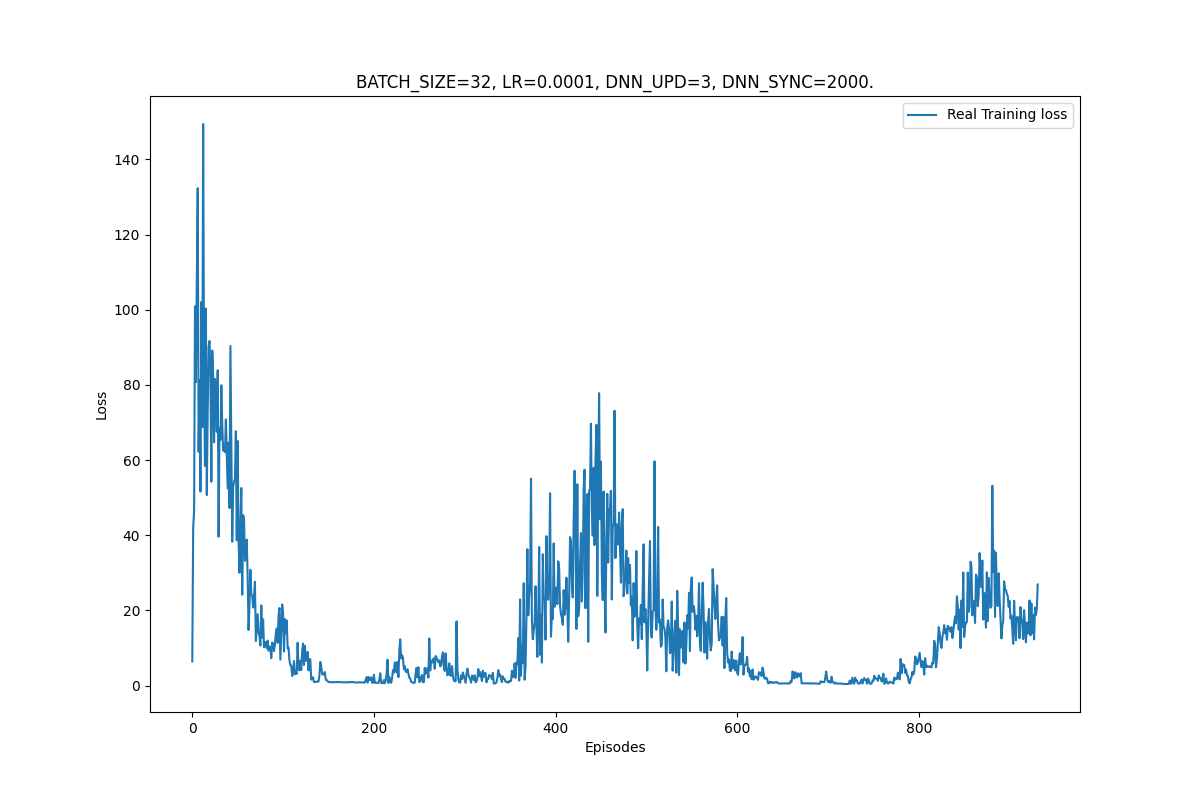 BATCH_SIZE=32, LR=0.0001, DNN_UPD=3, DNN_SYNC=2000.
Real Training loss
140
120
100
80
60
40
20
0
Loss
0 200 400 600 800
Episodes